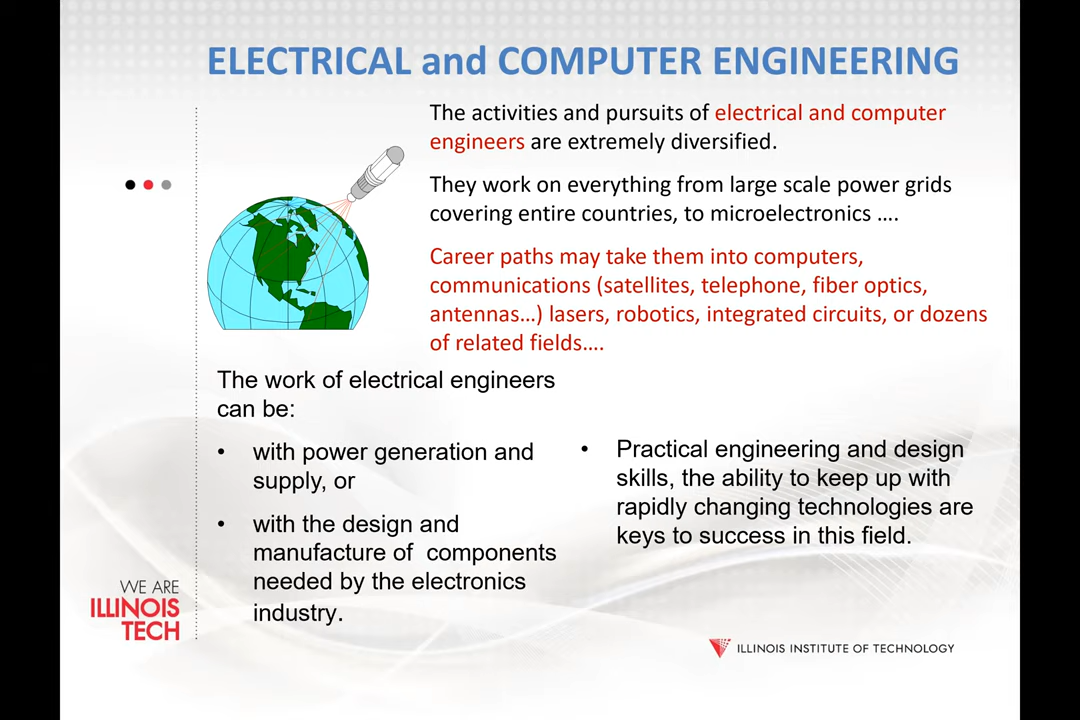 ELECTRICAL and COMPUTER ENGINEERING
The activities and pursuits of electrical and computer
engineers are extremely diversified.
They work on everything from large scale power grids
covering entire countries, to microelectronics ....
Career paths may take them into computers,
communications (satellites, telephone, fiber optics,
antennas…) lasers, robotics, integrated circuits, or dozens
of related fields….
The work of electrical engineers
can be:
• with power generation and
supply, or
• with the design and
manufacture of components
needed by the electronics
industry.
• Practical engineering and design
skills, the ability to keep up with
rapidly changing technologies are
keys to success in this field.
WE ARE
ILLINOIS
TECH
ILLINOIS INSTITUTE OF TECHNOLOGY